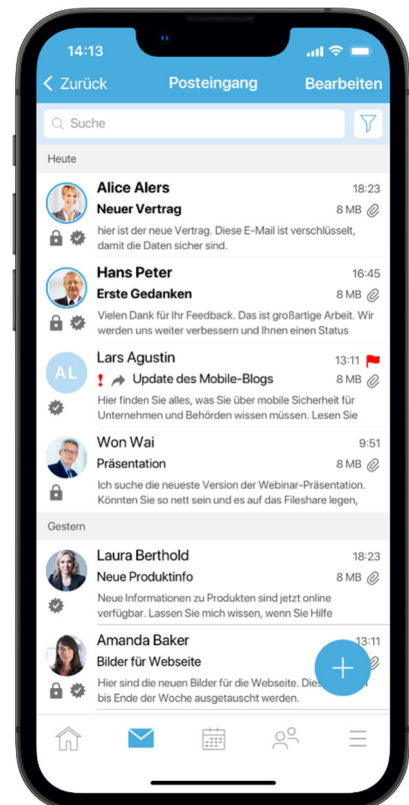 14:13
Zurück
Posteingang
Bearbeiten
Suche
Heute
Alice Alers
18:23
Neuer Vertrag
8 MB
hier ist der neue Vertrag. Diese E-Mail ist verschlüsselt,
damit die Daten sicher sind.
Hans Peter
16:45
Erste Gedanken
8 MB
Vielen Dank für Ihr Feedback. Das ist großartige Arbeit. Wir
werden uns weiter verbessern und Ihnen einen Status
AL
Lars Agustin
13:11
Update des Mobile-Blogs
8 MB
Hier finden Sie alles, was Sie über mobile Sicherheit für
Unternehmen und Behörden wissen müssen. Lesen Sie
Won Wai
9:51
Präsentation
8 MB
Ich suche die neueste Version der Webinar-Präsentation.
Könnten Sie so nett sein und es auf das Fileshare legen,
Gestern
Laura Berthold
18:23
Neue Produktinfo
8 MB
Neue Informationen zu Produkten sind jetzt online
verfügbar. Lassen Sie mich wissen, wenn Sie Hilfe
Amanda Baker
13:11
Bilder für Webseite
Hier sind die neuen Bilder für die Webseite.
bis Ende der Woche ausgetauscht werden.